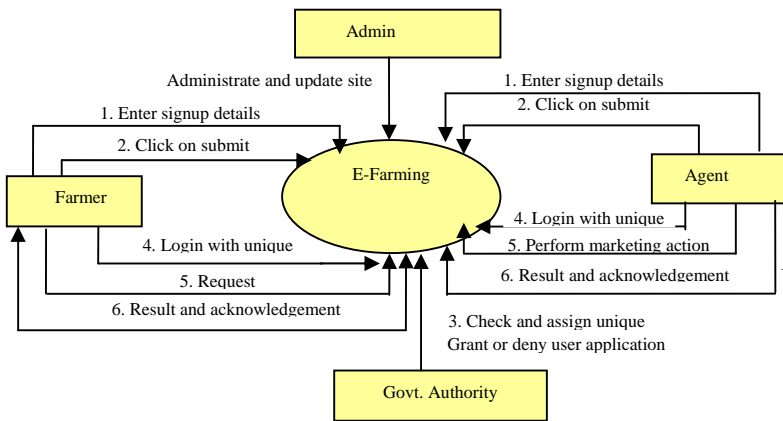 Admin
Administrate and update site
1. Enter signup details
2. Click on submit
1. Enter signup details
2. Click on submit
E-Farming
Farmer
Agent
4. Login with unique
5. Request
6. Result and acknowledgement
4. Login with unique
5. Perform marketing action
6. Result and acknowledgement
3. Check and assign unique
Grant or deny user application
Govt. Authority